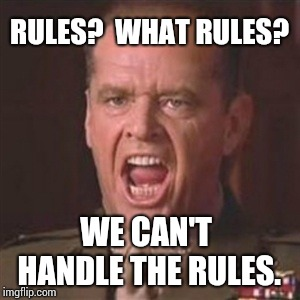 RULES?  WHAT RULES?
WE CAN'T
HANDLE THE RULES.
imgflip.com